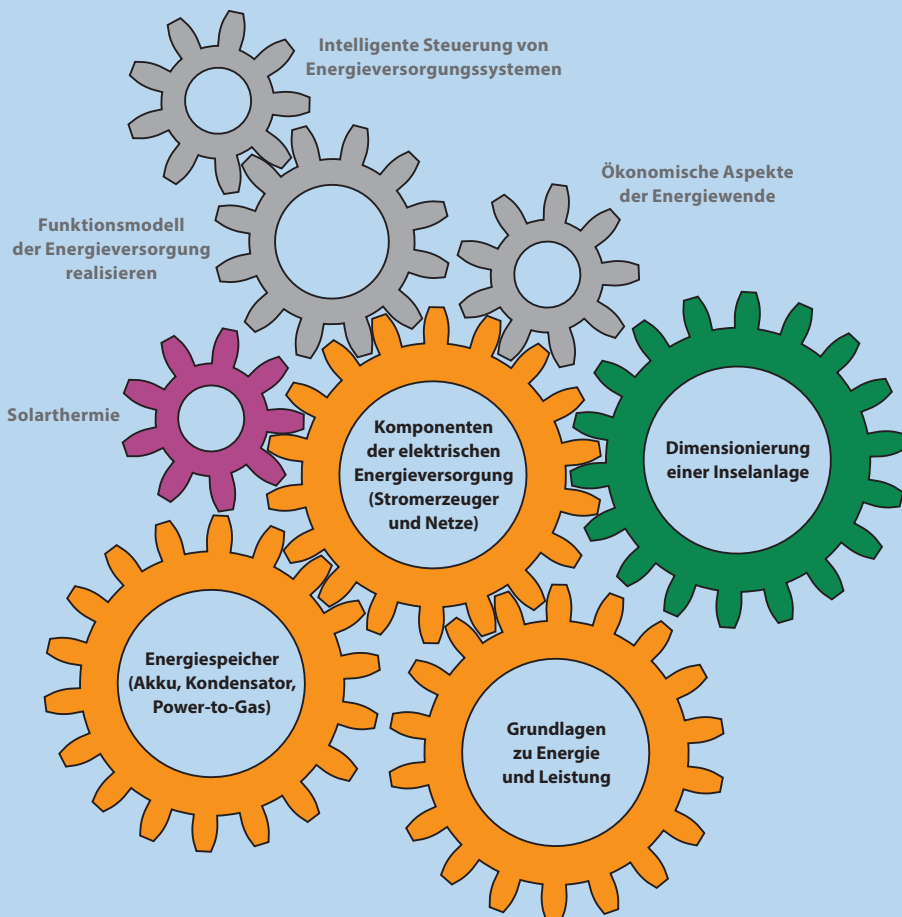 Intelligente Steuerung von
Energieversorgungssystemen
Ökonomische Aspekte
der Energiewende
Funktionsmodell
der Energieversorgung
realisieren
Solarthermie
Komponenten
der elektrischen
Energieversorgung
(Stromerzeuger
und Netze)
Dimensionierung
einer Inselanlage
Energiespeicher
(Akku, Kondensator,
Power-to-Gas)
Grundlagen
zu Energie
und Leistung